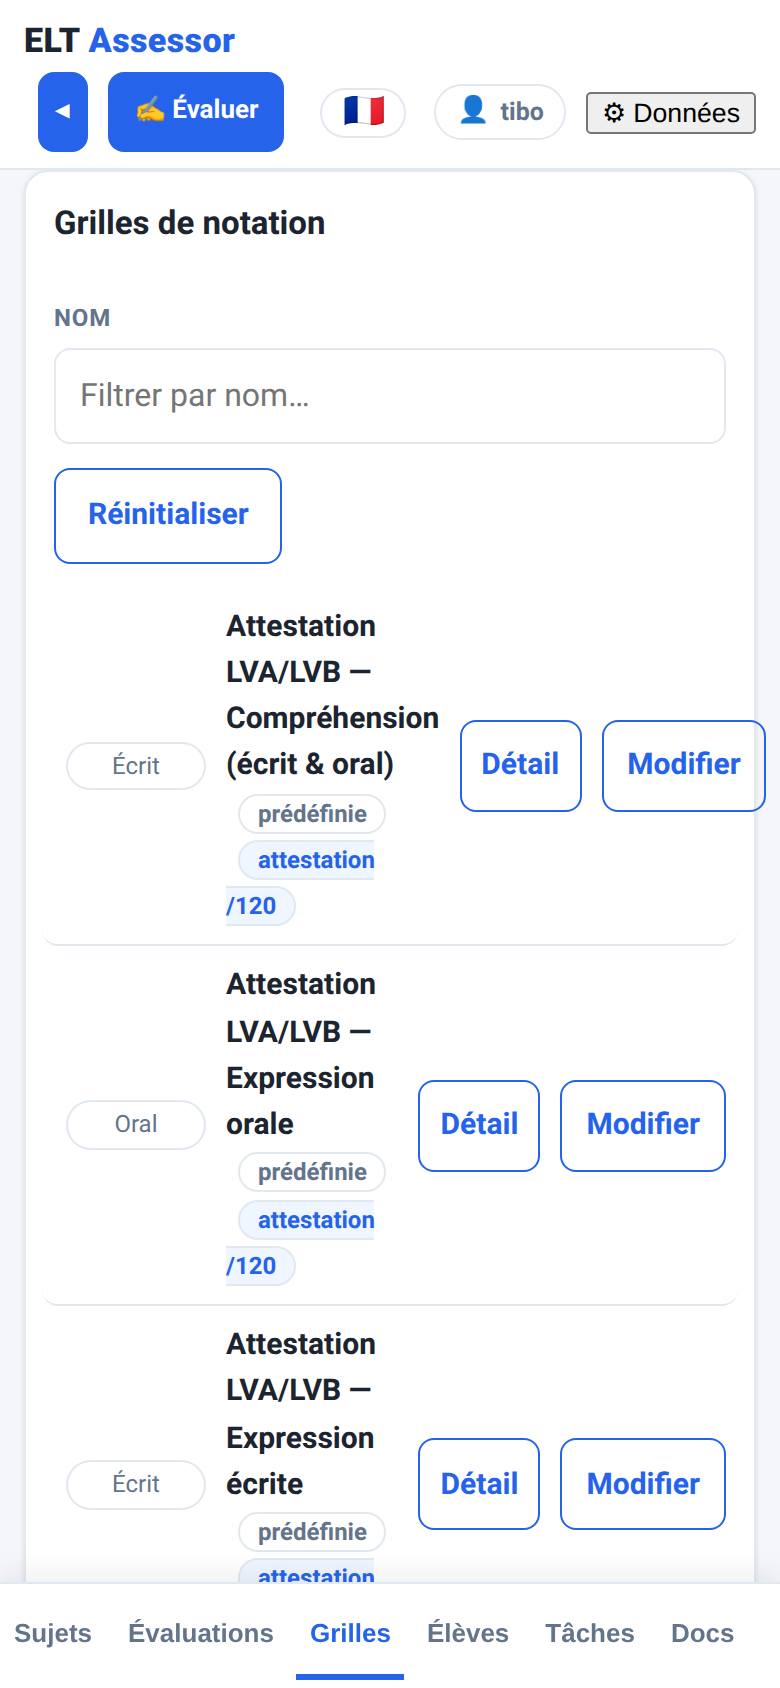 ELT Assessor
◄
✍️ Évaluer
🇫🇷
👤 tibo
⚙ Données
Grilles de notation
NOM
Filtrer par nom…
Réinitialiser
Écrit
Attestation
LVA/LVB —
Compréhension
(écrit & oral)
prédéfinie
attestation
/120
Détail
Modifier
Oral
Attestation
LVA/LVB —
Expression
orale
prédéfinie
attestation
/120
Détail
Modifier
Écrit
Attestation
LVA/LVB —
Expression
écrite
prédéfinie
attestation
Détail
Modifier
Sujets
Évaluations
Grilles
Élèves
Tâches
Docs